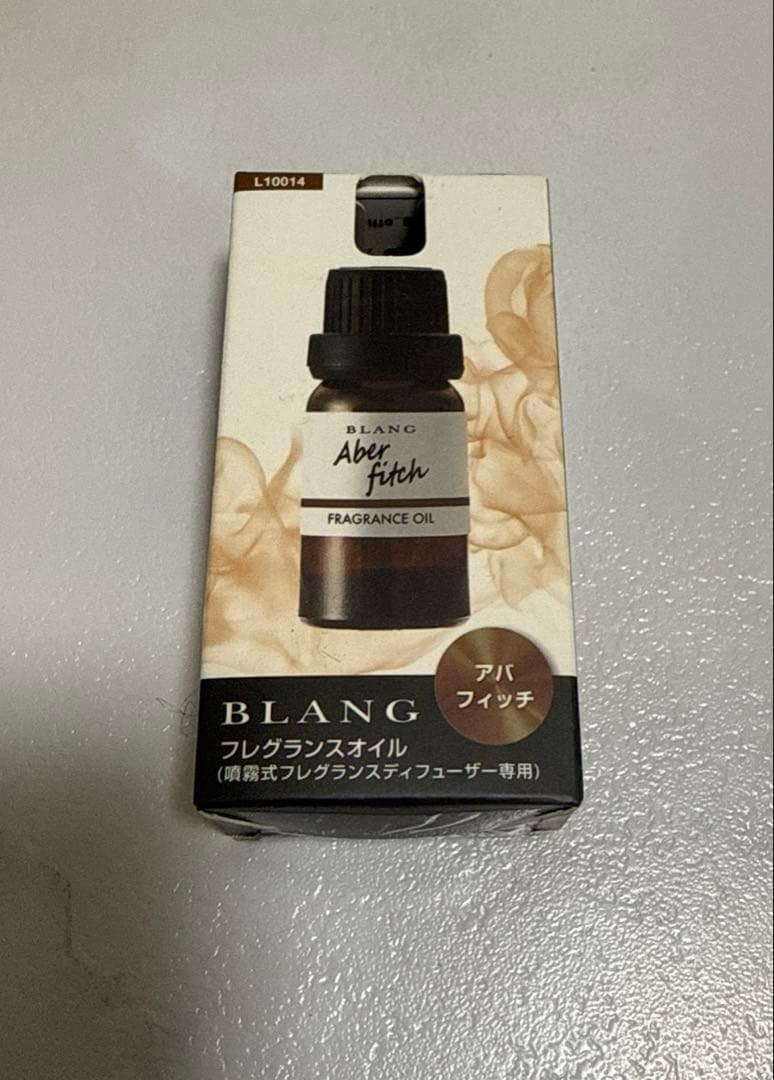 L10014
BLANG
Aber
fitch
FRAGRANCE OIL
アバ
フィッチ
BLANG
フレグランスオイル
(噴霧式フレグランスディフューザー専用)